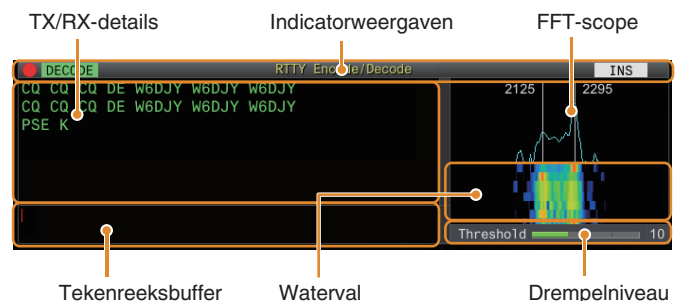 TX/RX-details Indicatorweergaven FFT-scope
DECODE RTTY Encode/Decode INS
CQ CQ CQ DE W6DJY W6DJY W6DJY
CQ CQ CQ DE W6DJY W6DJY W6DJY
PSE K
2125 2295
Threshold 10
Tekenreeksbuffer Waterval Drempelniveau